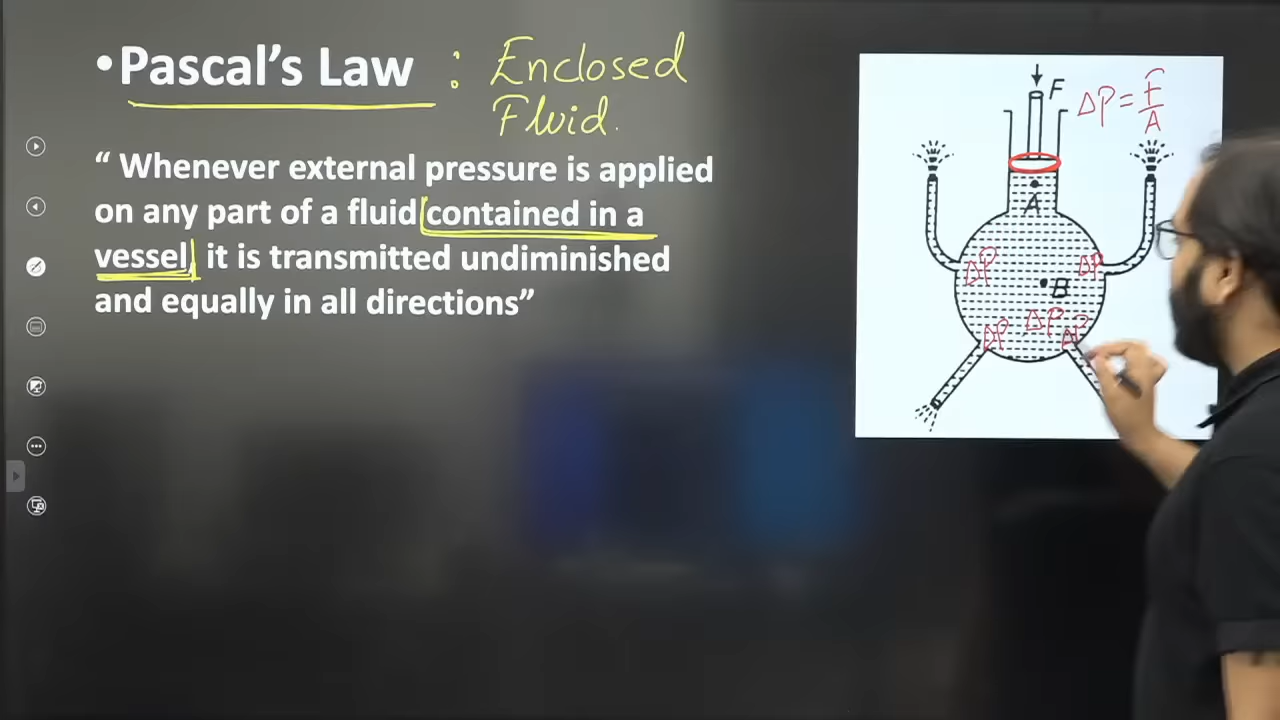 •Pascal's Law : Enclosed
Fluid.
“ Whenever external pressure is applied
on any part of a fluid contained in a
vessel, it is transmitted undiminished
and equally in all directions”
F
ΔP = F/A
A
ΔP
ΔP
B
ΔP
ΔP
ΔP